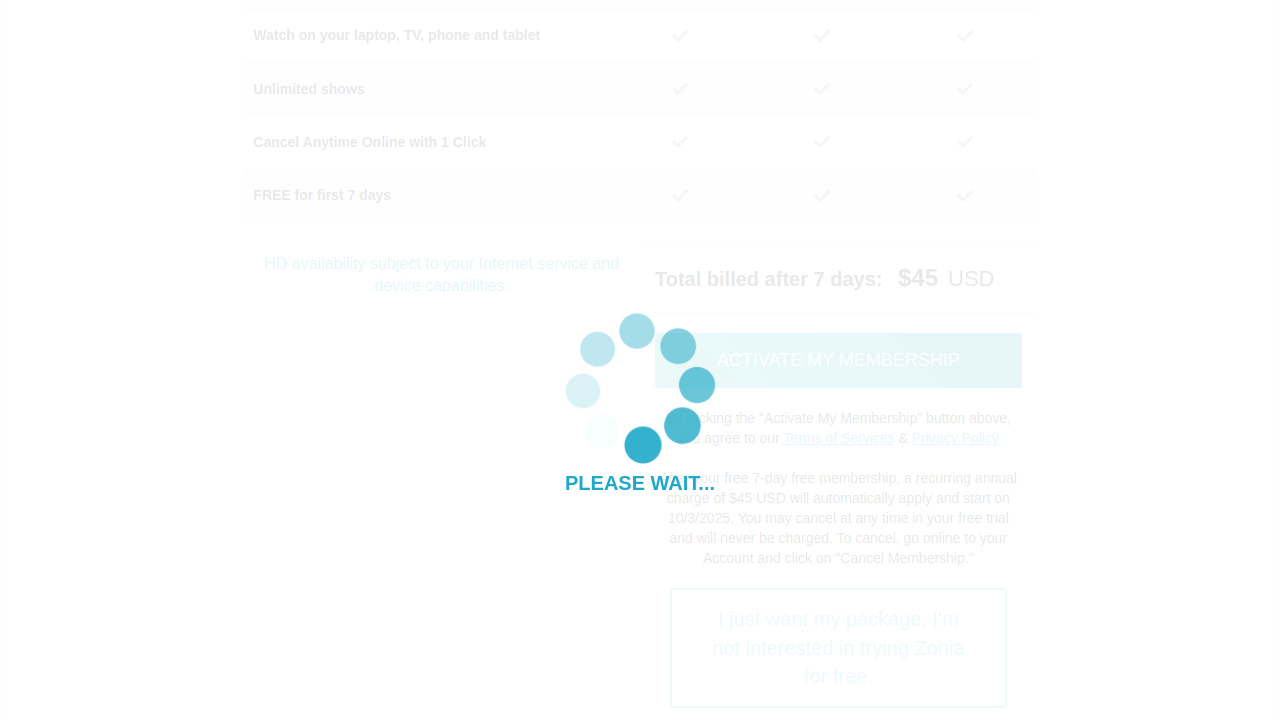 Watch on your laptop, TV, phone and tablet
Unlimited shows
Cancel Anytime Online with 1 Click
FREE for first 7 days
HD availability subject to your Internet service and
device capabilities.
Total billed after 7 days: $45 USD
ACTIVATE MY MEMBERSHIP
clicking the "Activate My Membership" button above,
agree to our Terms of Services & Privacy Policy
PLEASE WAIT...
your free 7-day free membership, a recurring annual
charge of $45 USD will automatically apply and start on
10/3/2025. You may cancel at any time in your free trial
and will never be charged. To cancel, go online to your
Account and click on "Cancel Membership."
I just want my package, I'm
not interested in trying Zonia
for free.